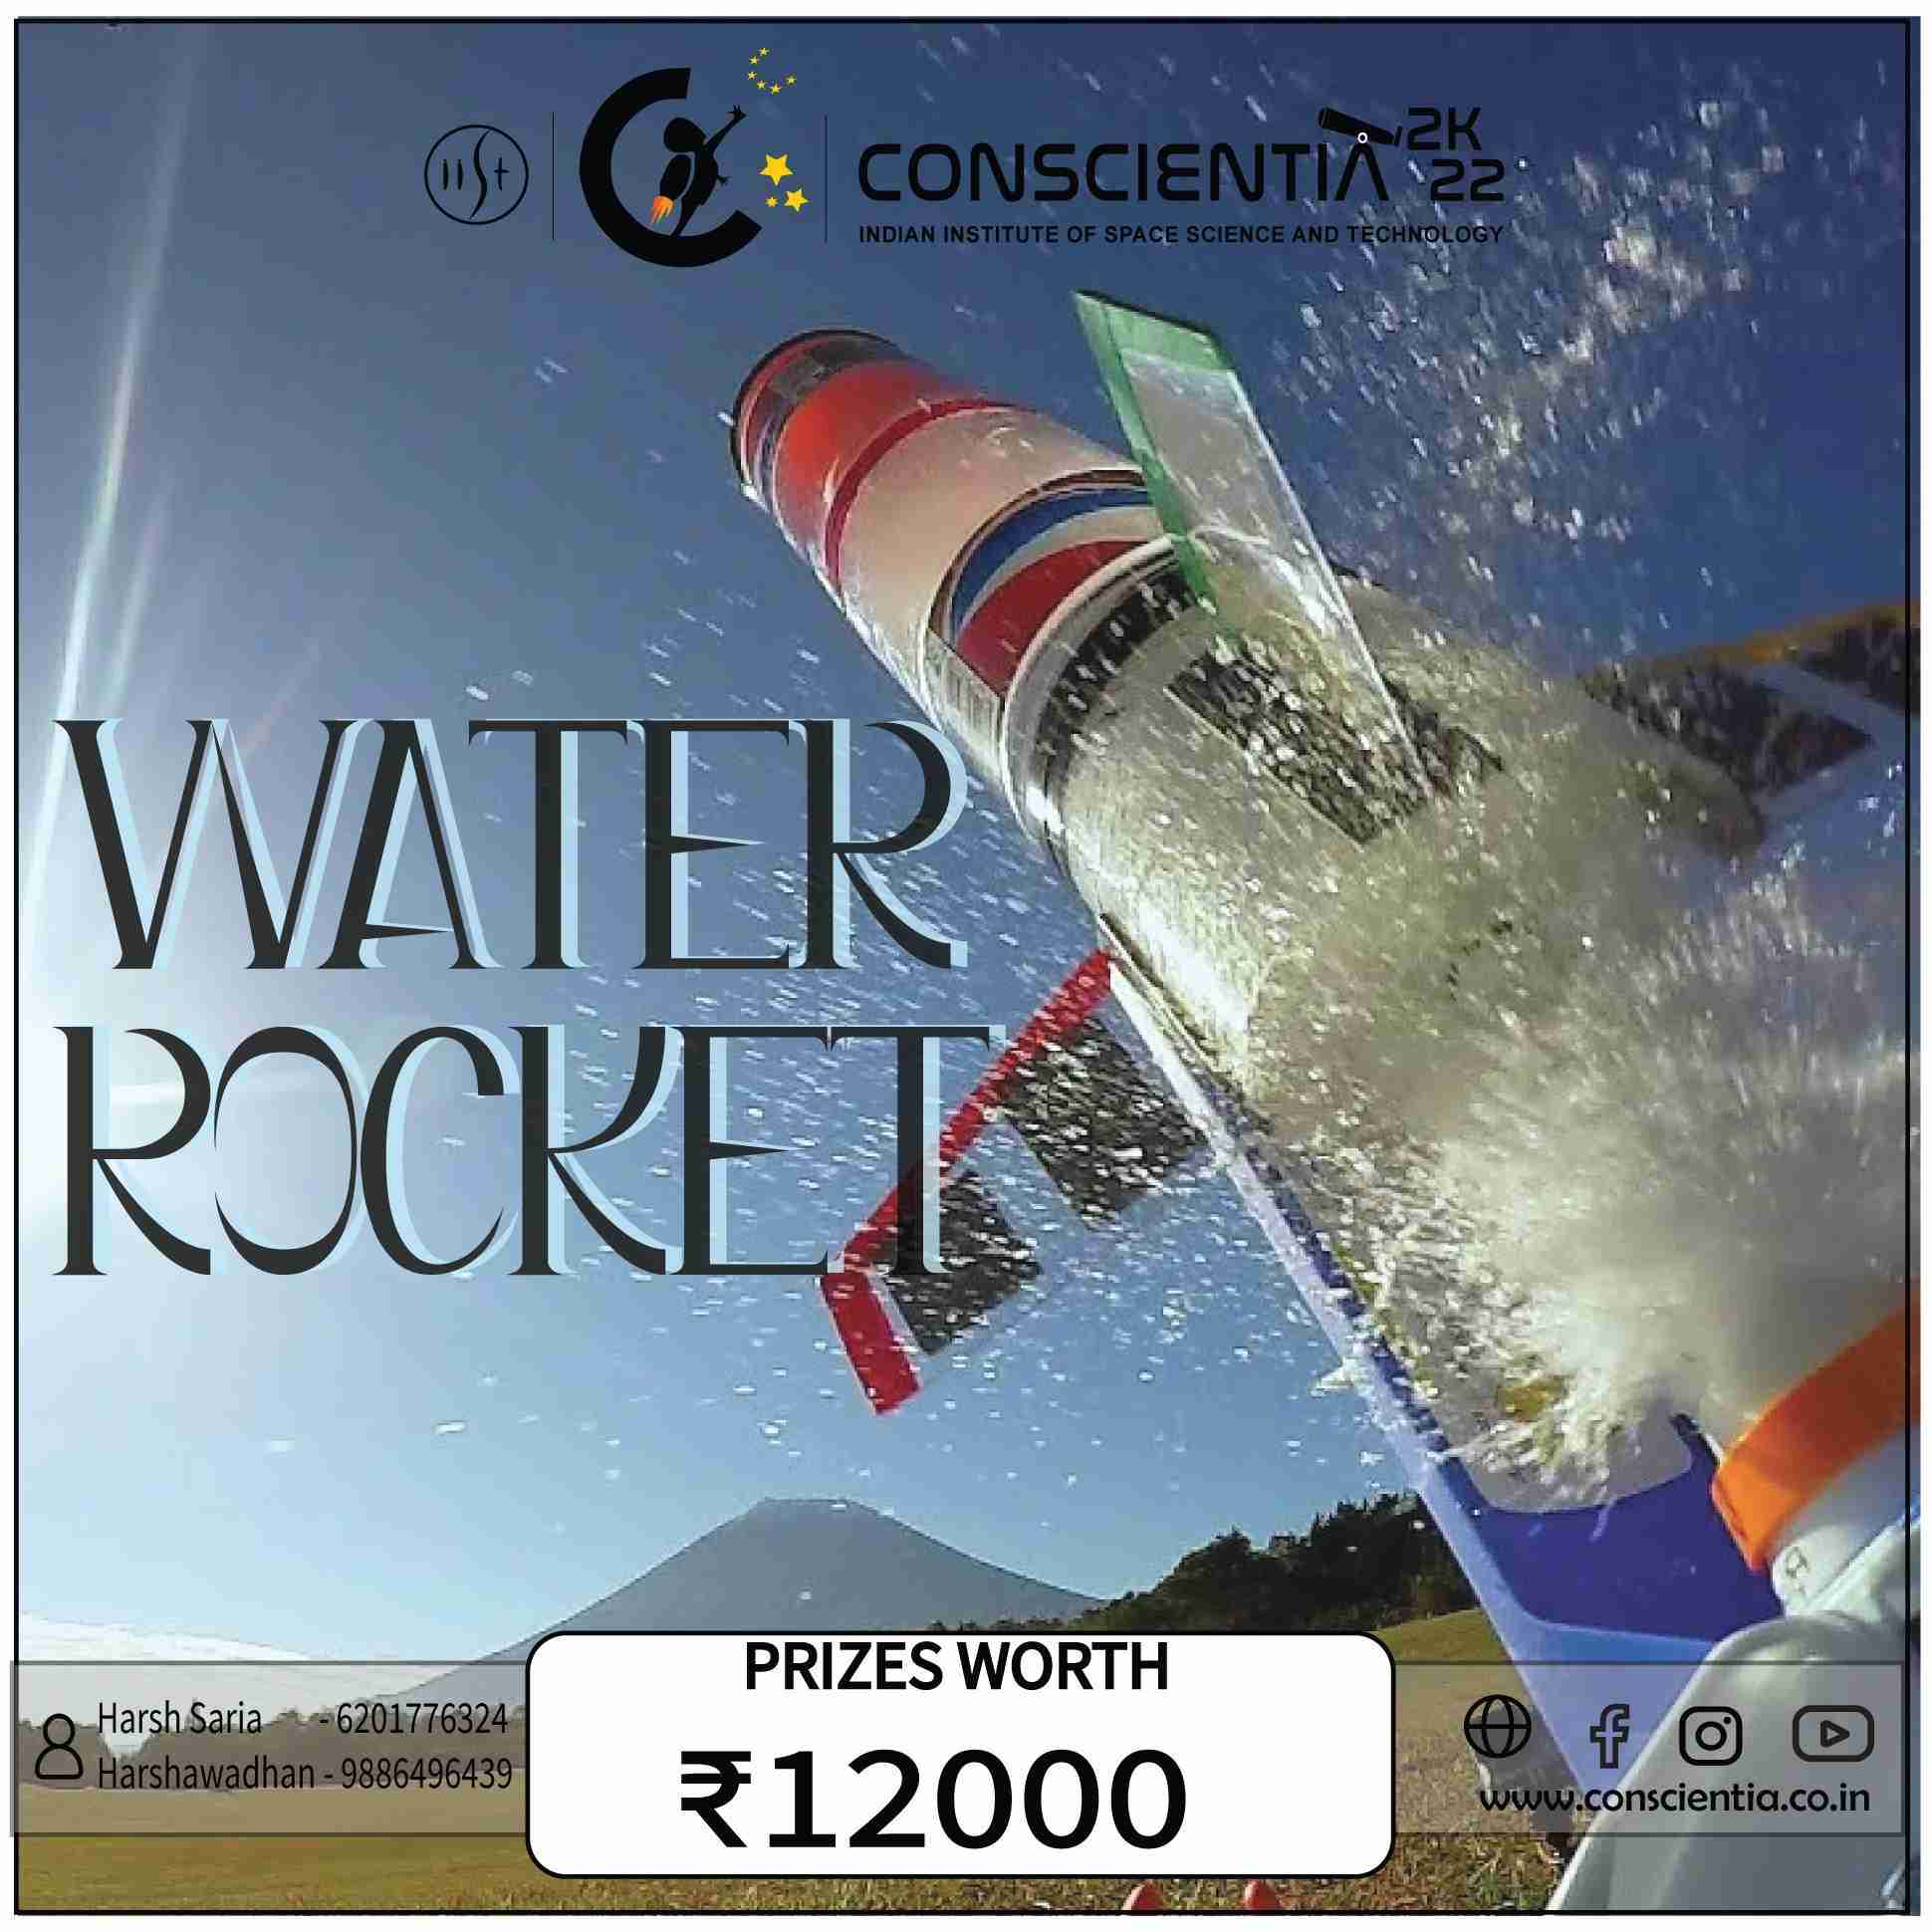 iist
CONSCIENTIA 2K22
INDIAN INSTITUTE OF SPACE SCIENCE AND TECHNOLOGY
WATER
ROCKET
PRIZES WORTH
₹12000
Harsh Saria - 6201776324
Harshawadhan - 9886496439
www.conscientia.co.in